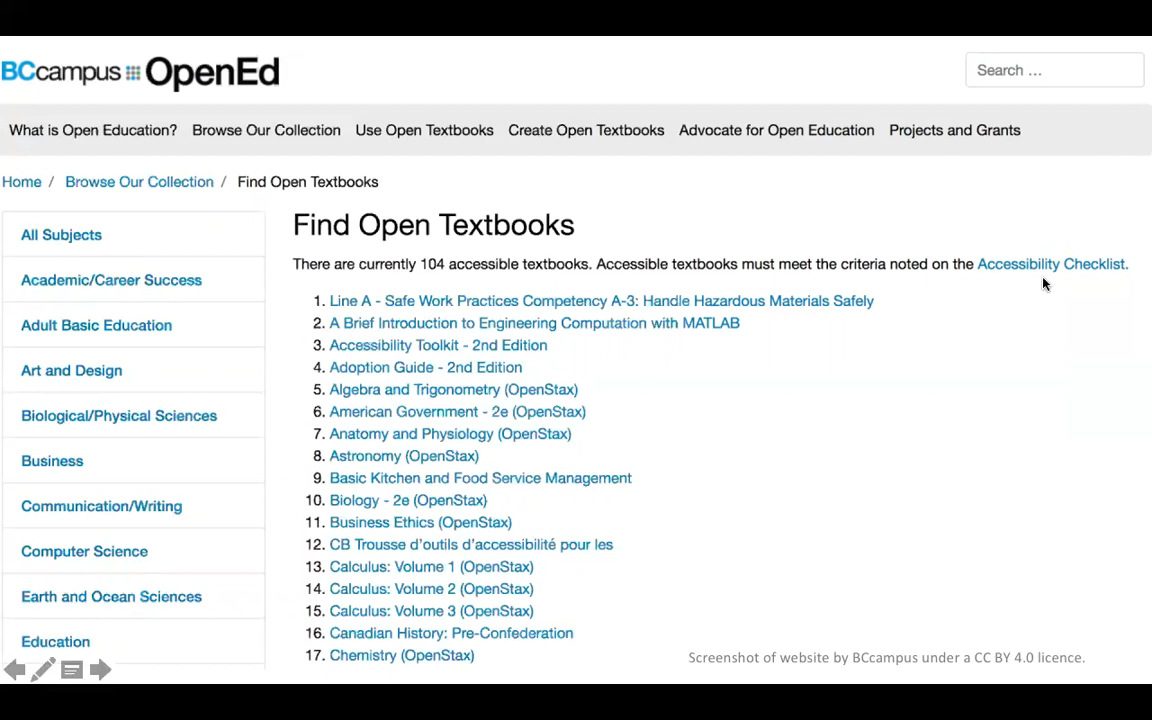 BCcampus OpenEd
Search ...
What is Open Education? Browse Our Collection Use Open Textbooks Create Open Textbooks Advocate for Open Education Projects and Grants
Home / Browse Our Collection / Find Open Textbooks
All Subjects
Academic/Career Success
Adult Basic Education
Art and Design
Biological/Physical Sciences
Business
Communication/Writing
Computer Science
Earth and Ocean Sciences
Education
Find Open Textbooks
There are currently 104 accessible textbooks. Accessible textbooks must meet the criteria noted on the Accessibility Checklist.
1. Line A - Safe Work Practices Competency A-3: Handle Hazardous Materials Safely
2. A Brief Introduction to Engineering Computation with MATLAB
3. Accessibility Toolkit - 2nd Edition
4. Adoption Guide - 2nd Edition
5. Algebra and Trigonometry (OpenStax)
6. American Government - 2e (OpenStax)
7. Anatomy and Physiology (OpenStax)
8. Astronomy (OpenStax)
9. Basic Kitchen and Food Service Management
10. Biology - 2e (OpenStax)
11. Business Ethics (OpenStax)
12. CB Trousse d’outils d’accessibilité pour les
13. Calculus: Volume 1 (OpenStax)
14. Calculus: Volume 2 (OpenStax)
15. Calculus: Volume 3 (OpenStax)
16. Canadian History: Pre-Confederation
17. Chemistry (OpenStax)
Screenshot of website by BCcampus under a CC BY 4.0 licence.